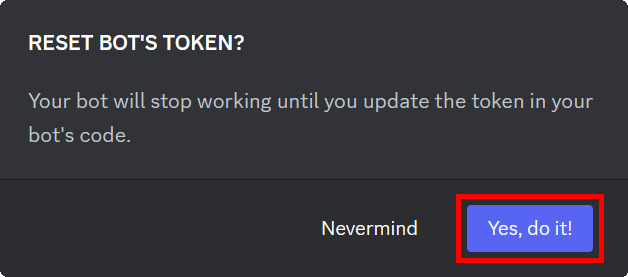 RESET BOT'S TOKEN?
Your bot will stop working until you update the token in your
bot's code.
Nevermind
Yes, do it!